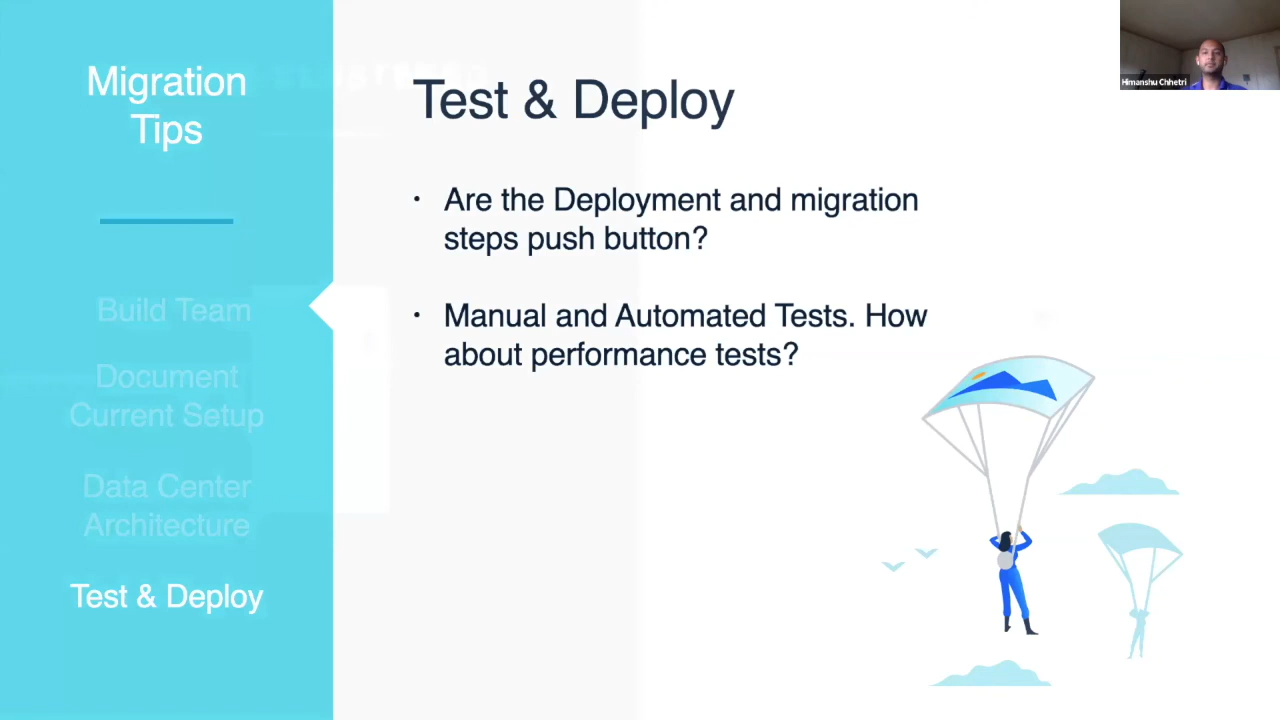 Migration
Tips
Build Team
Document
Current Setup
Data Center
Architecture
Test & Deploy
Test & Deploy
• Are the Deployment and migration
steps push button?
• Manual and Automated Tests. How
about performance tests?
Himanshu Chhetri